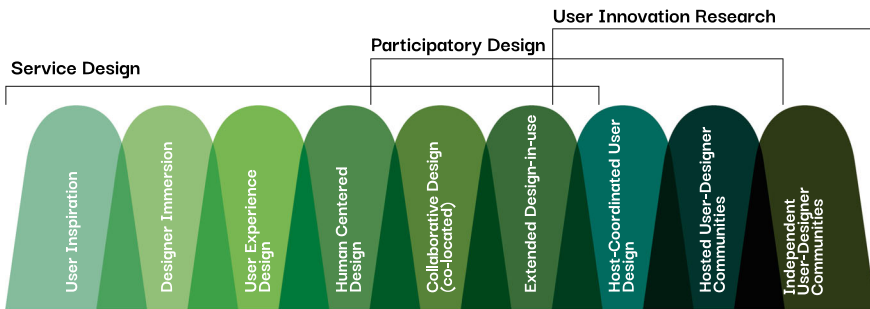 User Innovation Research
Participatory Design
Service Design
User Inspiration
Designer Immersion
User Experience
Design
Human Centered
Design
Collaborative Design
(co-located)
Extended Design-in-use
Host-Coordinated User
Design
Hosted User-Designer
Communities
Independent
User-Designer
Communities